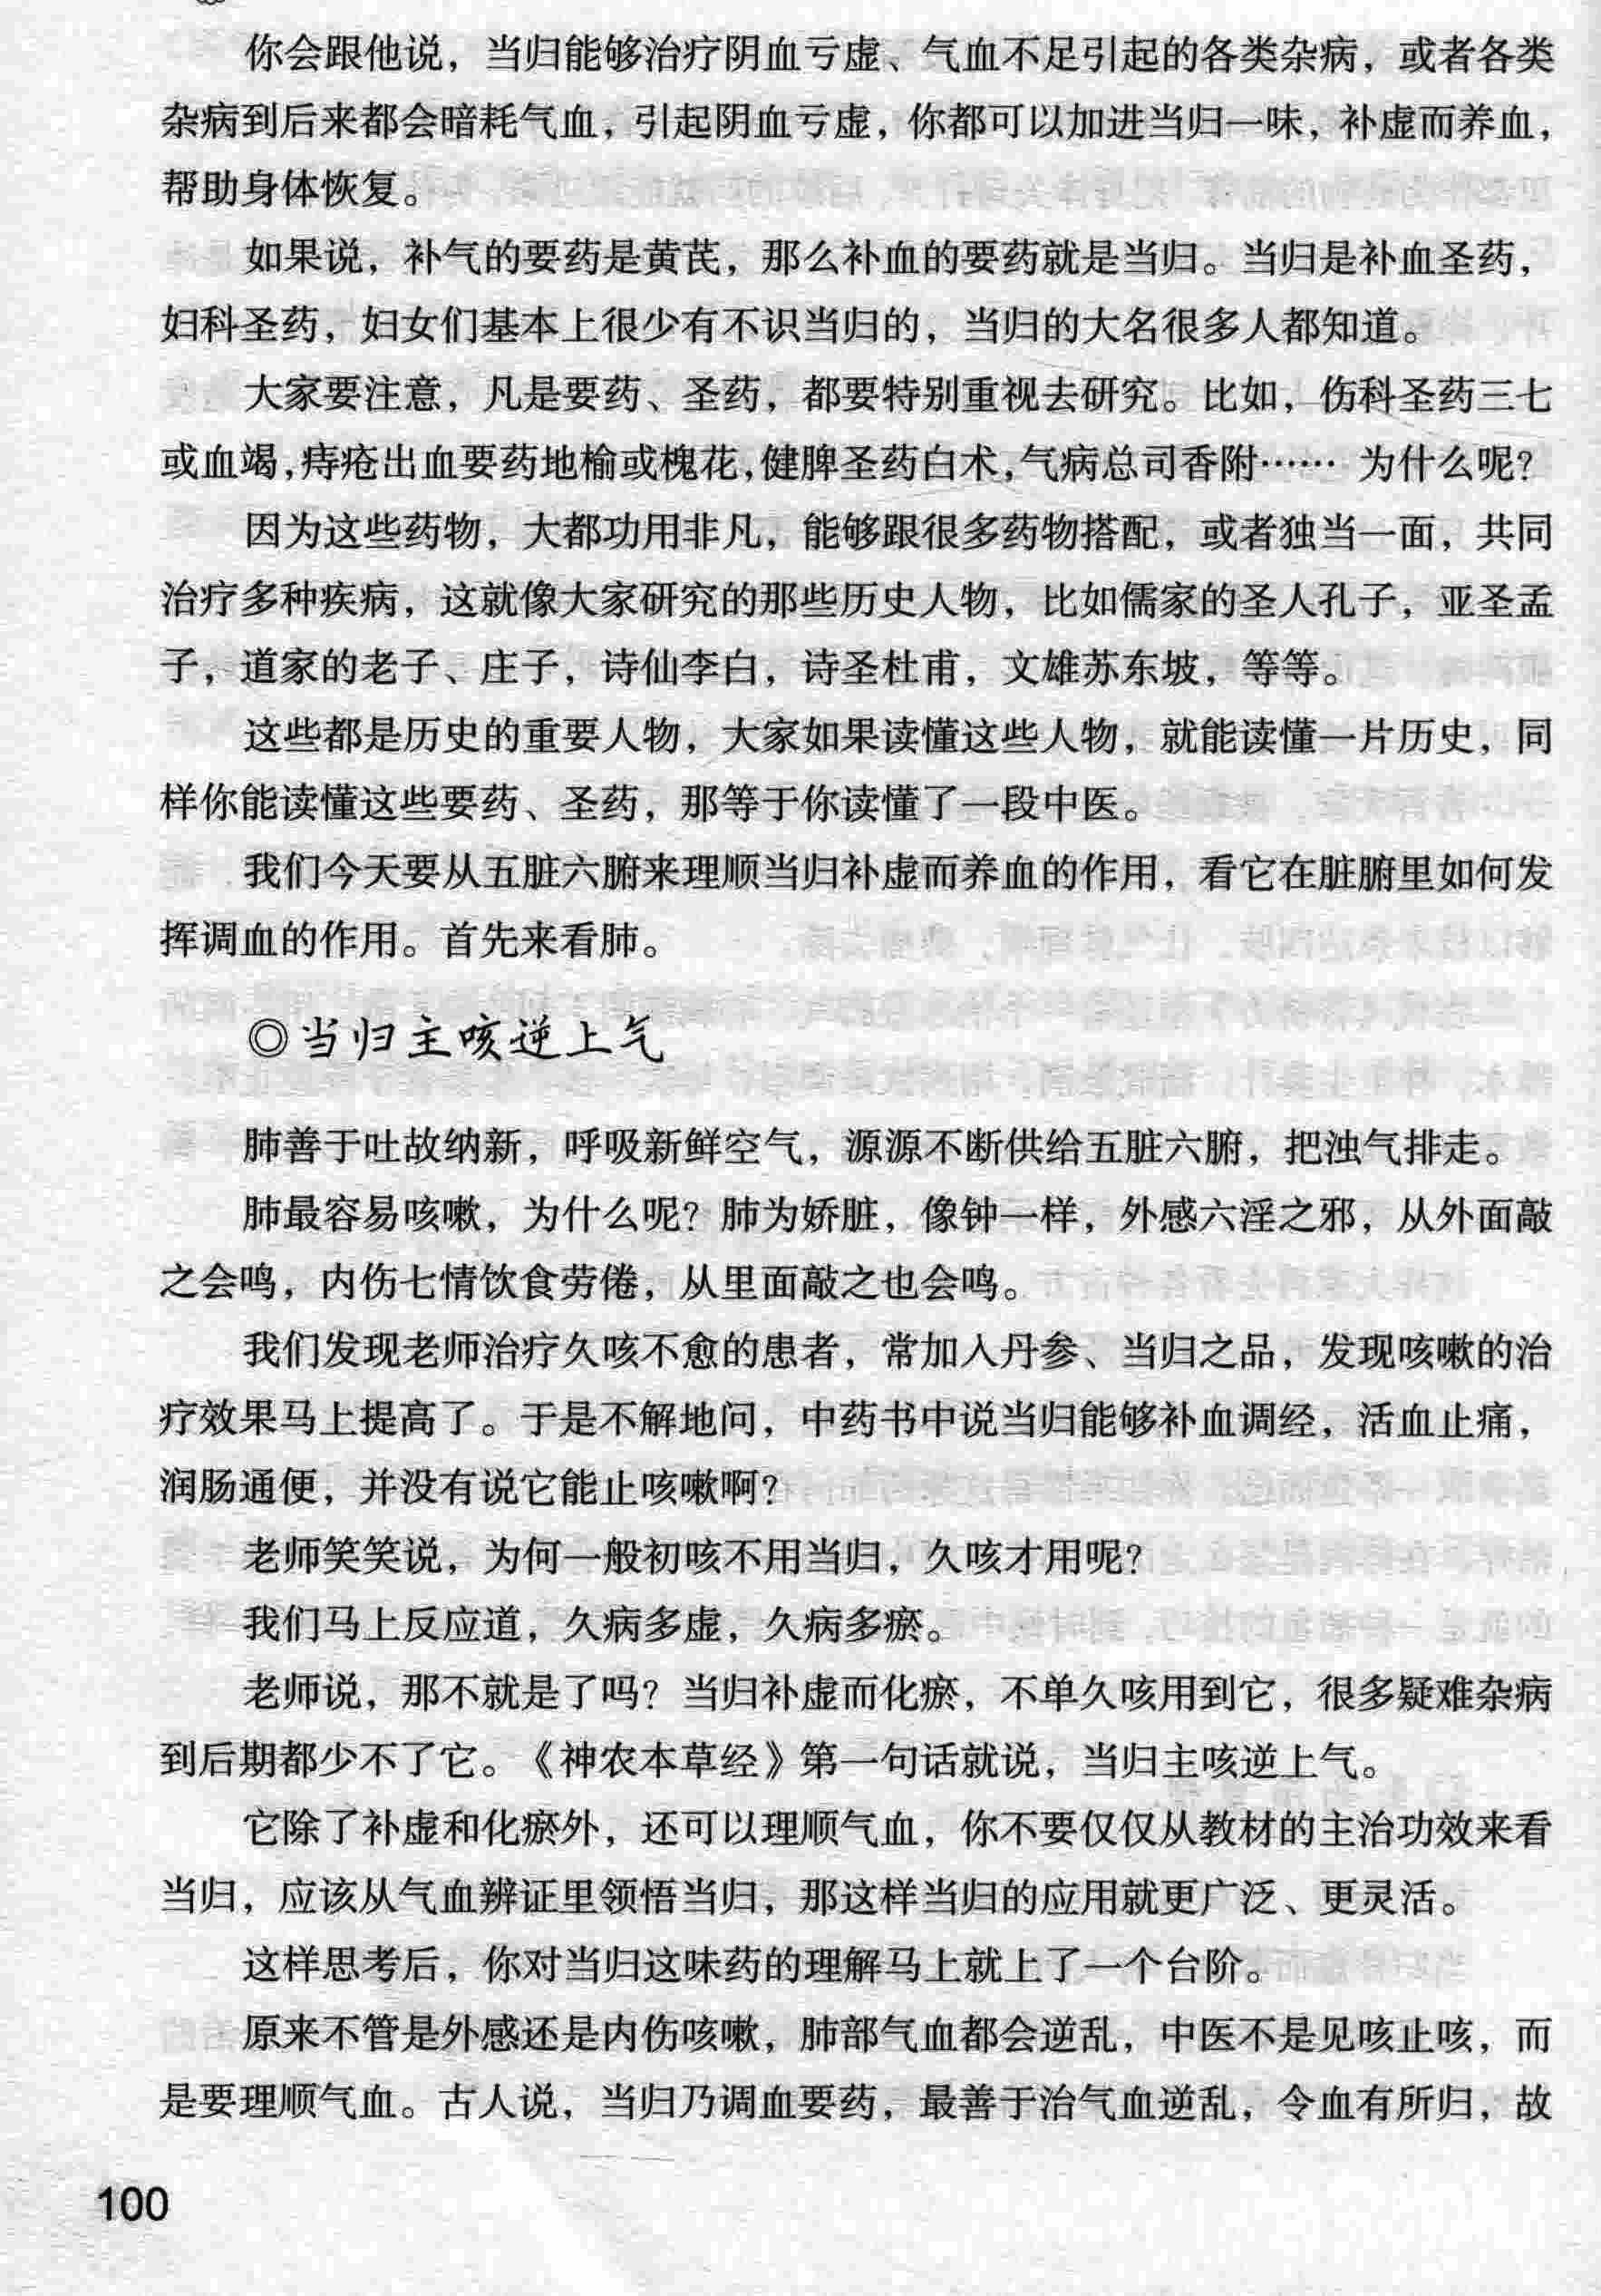 你会跟他说，当归能够治疗阴血亏虚、气血不足引起的各类杂病，或者各类
杂病到后来都会暗耗气血，引起阴血亏虚，你都可以加进当归一味，补虚而养血，
帮助身体恢复。
如果说，补气的要药是黄芪，那么补血的要药就是当归。当归是补血圣药，
妇科圣药，妇女们基本上很少有不识当归的，当归的大名很多人都知道。
大家要注意，凡是要药、圣药，都要特别重视去研究。比如，伤科圣药三七
或血竭，痔疮出血要药地榆或槐花，健脾圣药白术，气病总司香附…… 为什么呢？
因为这些药物，大都功用非凡，能够跟很多药物搭配，或者独当一面，共同
治疗多种疾病，这就像大家研究的那些历史人物，比如儒家的圣人孔子，亚圣孟
子，道家的老子、庄子，诗仙李白，诗圣杜甫，文雄苏东坡，等等。
这些都是历史的重要人物，大家如果读懂这些人物，就能读懂一片历史，同
样你能读懂这些要药、圣药，那等于你读懂了一段中医。
我们今天要从五脏六腑来理顺当归补虚而养血的作用，看它在脏腑里如何发
挥调血的作用。首先来看肺。
◎当归主咳逆上气
肺善于吐故纳新，呼吸新鲜空气，源源不断供给五脏六腑，把浊气排走。
肺最容易咳嗽，为什么呢？肺为娇脏，像钟一样，外感六淫之邪，从外面敲
之会鸣，内伤七情饮食劳倦，从里面敲之也会鸣。
我们发现老师治疗久咳不愈的患者，常加入丹参、当归之品，发现咳嗽的治
疗效果马上提高了。于是不解地问，中药书中说当归能够补血调经，活血止痛，
润肠通便，并没有说它能止咳嗽啊？
老师笑笑说，为何一般初咳不用当归，久咳才用呢？
我们马上反应道，久病多虚，久病多瘀。
老师说，那不就是了吗？当归补虚而化瘀，不单久咳用到它，很多疑难杂病
到后期都少不了它。《神农本草经》第一句话就说，当归主咳逆上气。
它除了补虚和化瘀外，还可以理顺气血，你不要仅仅从教材的主治功效来看
当归，应该从气血辨证里领悟当归，那这样当归的应用就更广泛、更灵活。
这样思考后，你对当归这味药的理解马上就上了一个台阶。
原来不管是外感还是内伤咳嗽，肺部气血都会逆乱，中医不是见咳止咳，而
是要理顺气血。古人说，当归乃调血要药，最善于治气血逆乱，令血有所归，故
100